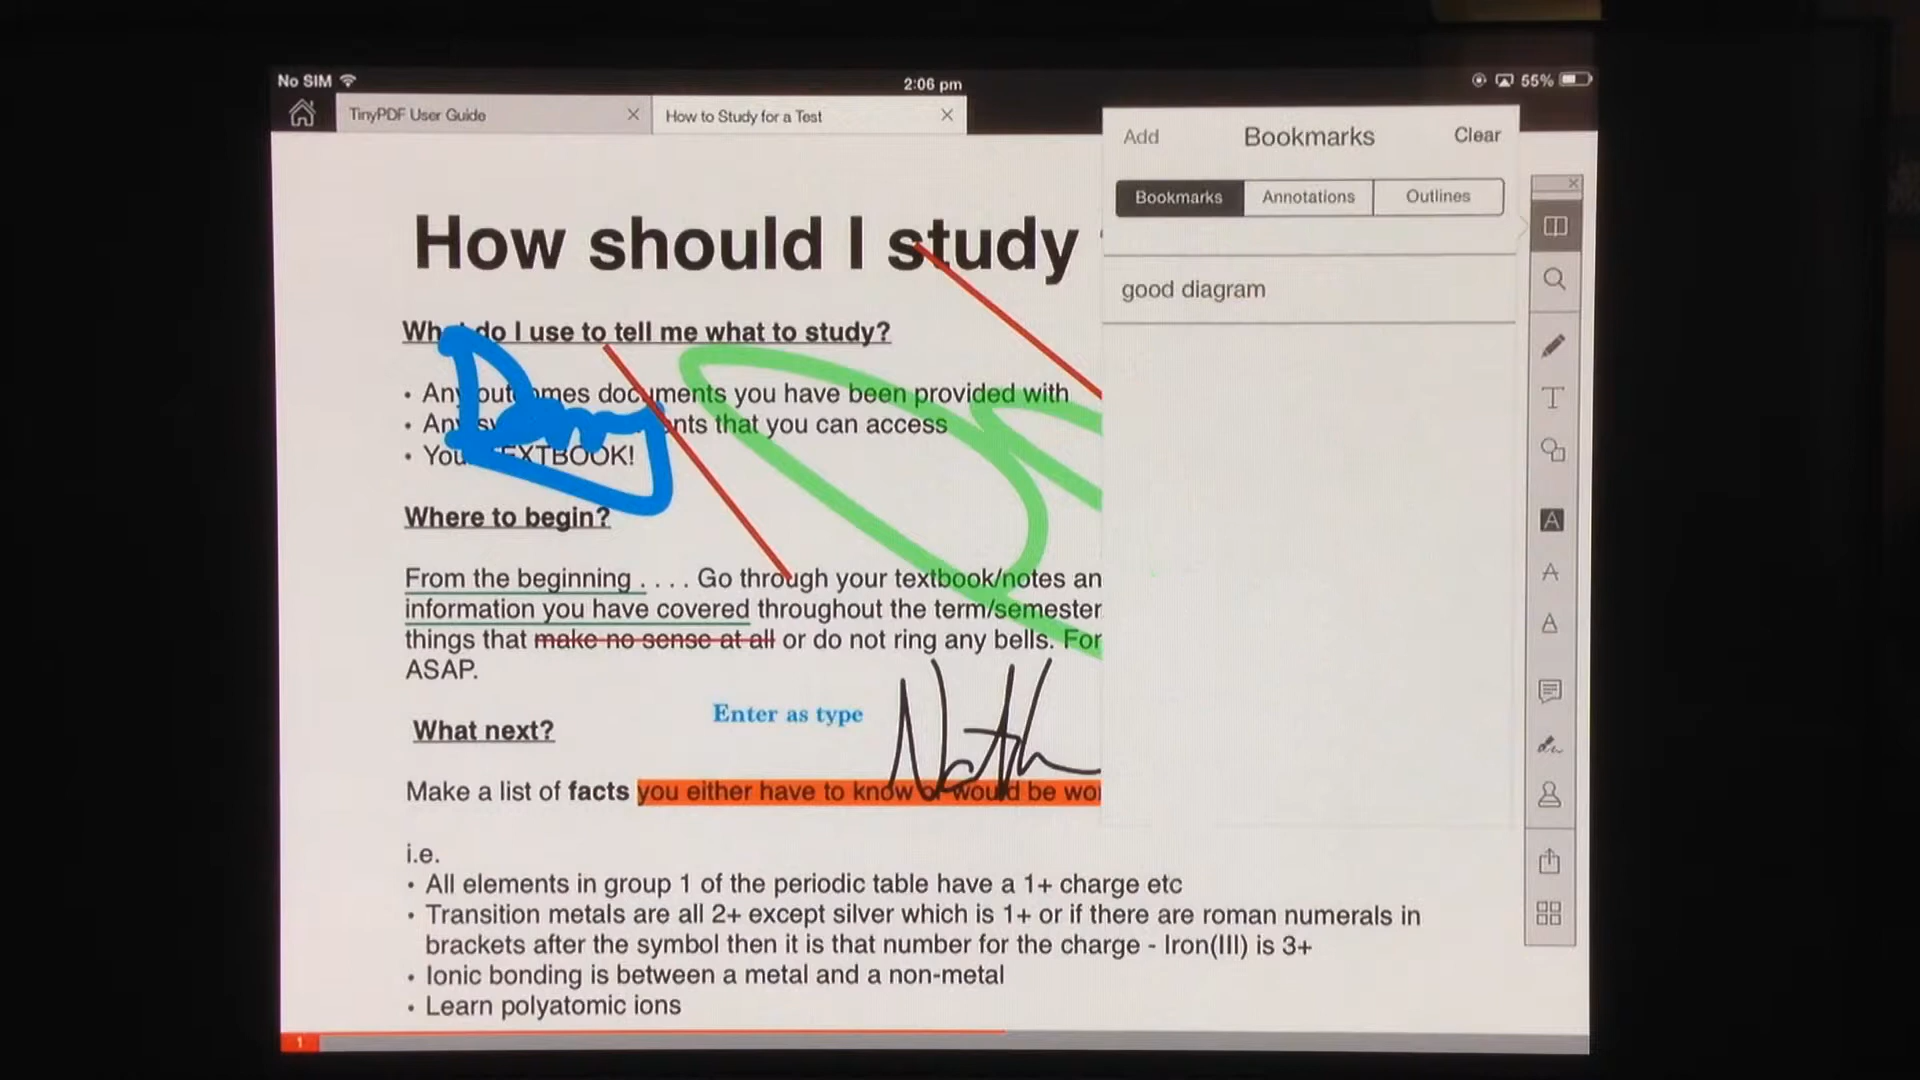 No SIM
2:06 pm
55%
TinyPDF User Guide
How to Study for a Test
Add
Bookmarks
Clear
Bookmarks
Annotations
Outlines
good diagram
How should I study
What do I use to tell me what to study?
• Any outcomes documents you have been provided with
• Any nts that you can access
• You TEXTBOOK!
Where to begin?
From the beginning . . . . Go through your textbook/notes an
information you have covered throughout the term/semester
things that make no sense at all or do not ring any bells. For
ASAP.
Enter as type
What next?
Make a list of facts you either have to know or would be wor
i.e.
• All elements in group 1 of the periodic table have a 1+ charge etc
• Transition metals are all 2+ except silver which is 1+ or if there are roman numerals in
brackets after the symbol then it is that number for the charge - Iron(III) is 3+
• Ionic bonding is between a metal and a non-metal
• Learn polyatomic ions
1